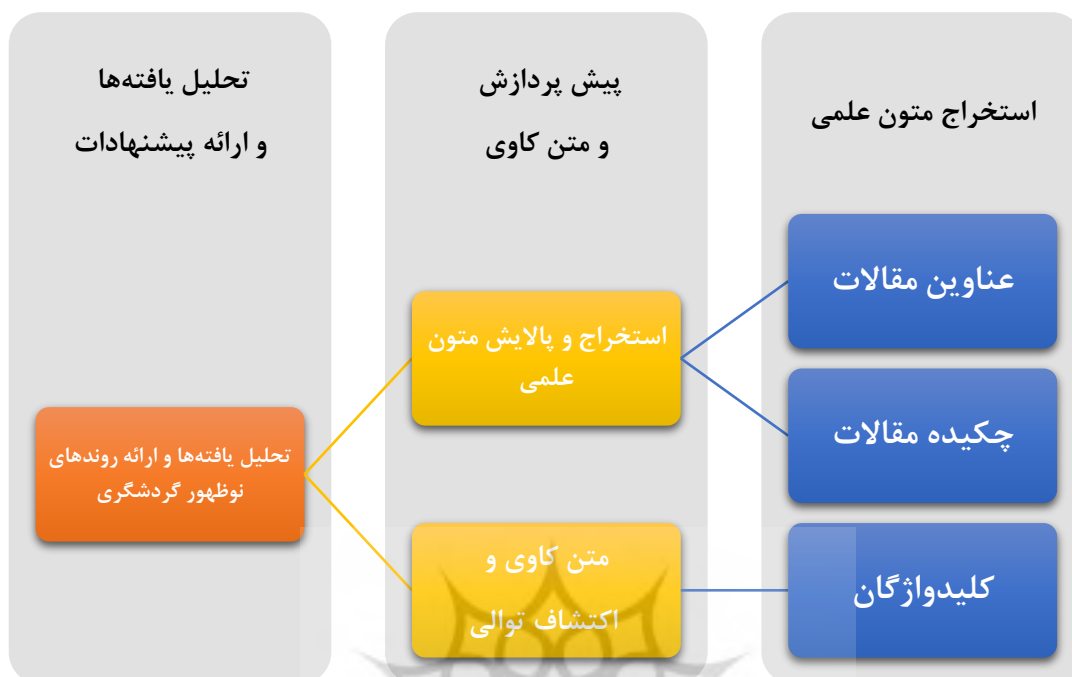 استخراج متون علمی
عناوین مقالات
چکیده مقالات
کلیدواژگان
پیش پردازش
و متن کاوی
استخراج و پالایش متون
علمی
متن کاوی و
اکتشاف توالی
تحلیل یافته‌ها
و ارائه پیشنهادات
تحلیل یافته‌ها و ارائه روندهای
نوظهور گردشگری